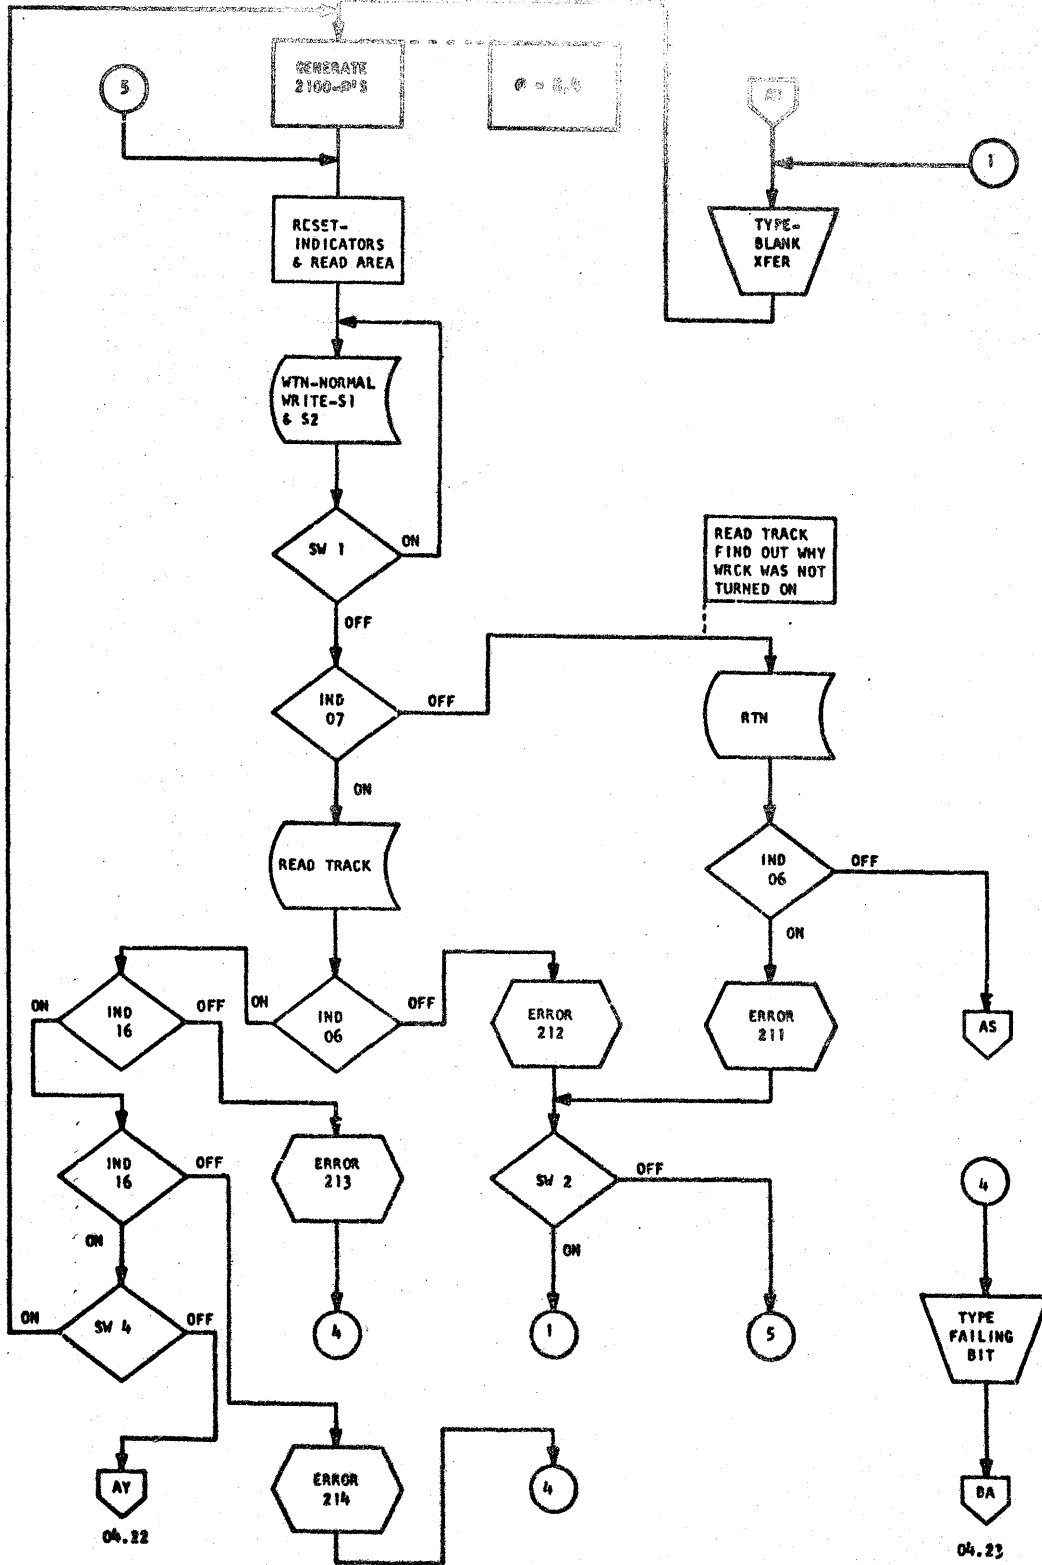 GENERATE
2100-
5
1
RESET-
INDICATORS
& READ AREA
TYPE-
BLANK
XFER
WTN-NORMAL
WRITE-S1
& S2
SW 1
ON
OFF
READ TRACK
FIND OUT WHY
WRCK WAS NOT
TURNED ON
IND
07
OFF
ON
RTN
READ TRACK
IND
06
OFF
ON
IND
16
ON
OFF
IND
06
ON
OFF
ERROR
212
ERROR
211
AS
IND
16
OFF
ON
ERROR
213
SW 2
OFF
ON
4
SW 4
ON
OFF
4
1
5
TYPE
FAILING
BIT
AY
04.22
ERROR
214
4
BA
04.23